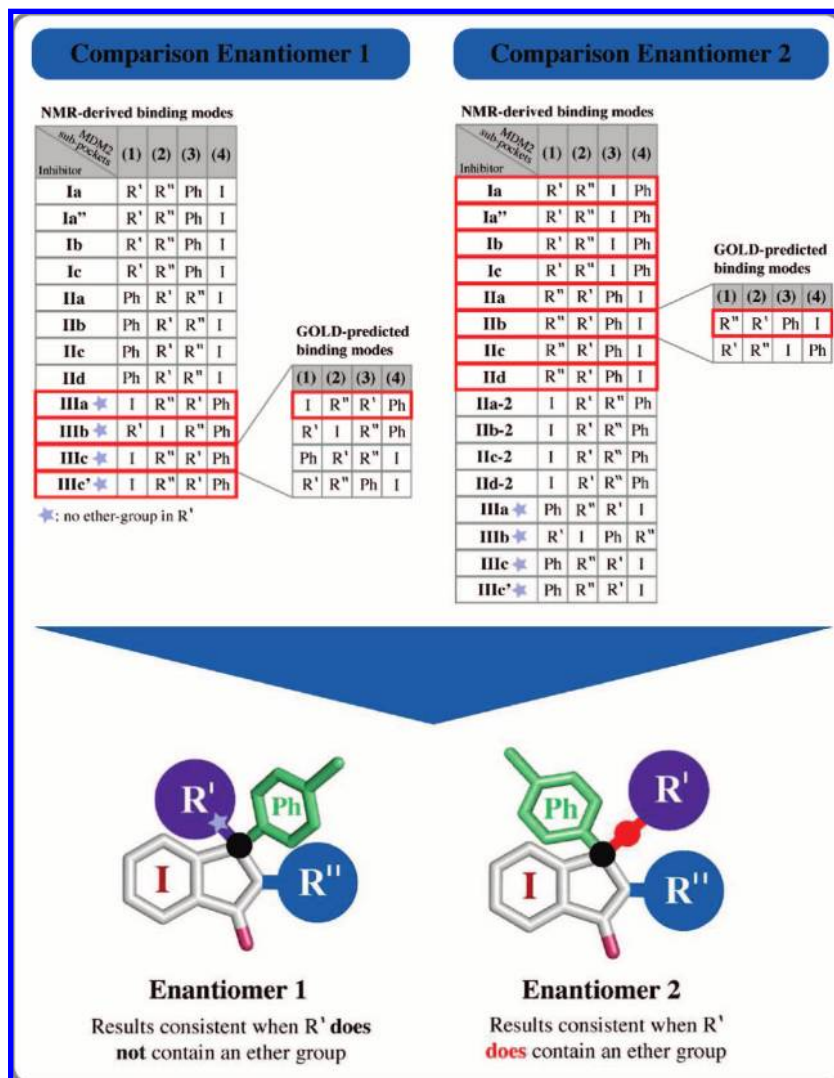 Comparison Enantiomer 1
NMR-derived binding modes
MDM2 sub-pockets (1) (2) (3) (4)
Inhibitor
Ia R' R" Ph I
Ia” R' R" Ph I
Ib R' R" Ph I
Ic R' R" Ph I
IIa Ph R' R" I
IIb Ph R' R" I
IIc Ph R' R" I
IId Ph R' R" I
IIIa I R" R' Ph
IIIb R' I R" Ph
IIIc I R" R' Ph
IIIc’ I R" R' Ph
: no ether-group in R'
GOLD-predicted
binding modes
(1) (2) (3) (4)
I R" R' Ph
R' I R" Ph
Ph R' R" I
R' R" Ph I
Comparison Enantiomer 2
NMR-derived binding modes
MDM2 sub-pockets (1) (2) (3) (4)
Inhibitor
Ia R' R" I Ph
Ia” R' R" I Ph
Ib R' R" I Ph
Ic R' R" I Ph
IIa R" R' Ph I
IIb R" R' Ph I
IIc R" R' Ph I
IId R" R' Ph I
IIa-2 I R' R" Ph
IIb-2 I R' R" Ph
IIc-2 I R' R" Ph
IId-2 I R' R" Ph
IIIa Ph R" R' I
IIIb R' I Ph R"
IIIc Ph R" R' I
IIIc’ Ph R" R' I
GOLD-predicted
binding modes
(1) (2) (3) (4)
R" R' Ph I
R' R" I Ph
R' Ph
I R"
Enantiomer 1
Results consistent when R' does
not contain an ether group
Ph R'
I R"
Enantiomer 2
Results consistent when R'
does contain an ether group